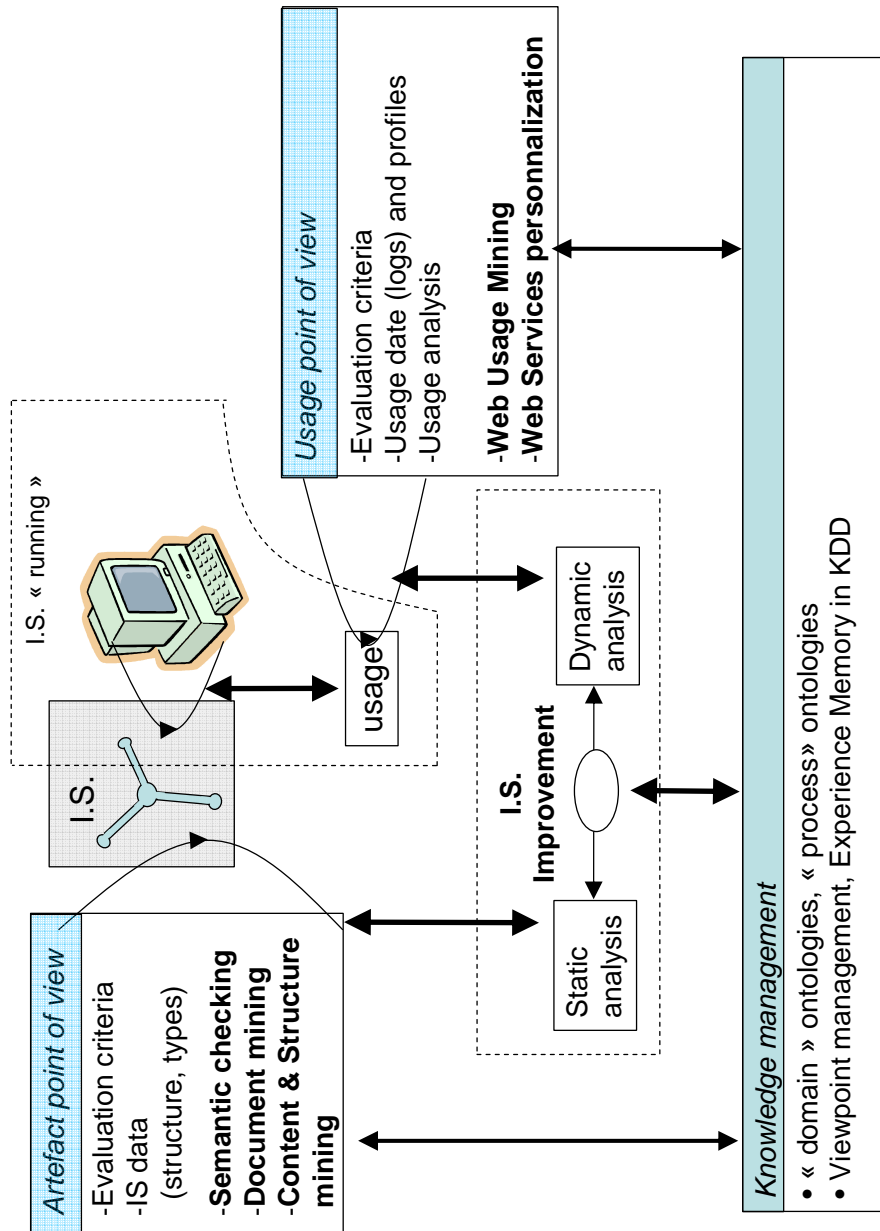 Artefact point of view
-Evaluation criteria
-IS data
(structure, types)
-Semantic checking
-Document mining
-Content & Structure
mining
I.S.
I.S. « running »
usage
Usage point of view
-Evaluation criteria
-Usage date (logs) and profiles
-Usage analysis
-Web Usage Mining
-Web Services personnalization
I.S.
Improvement
Static
analysis
Dynamic
analysis
Knowledge management
• « domain » ontologies, « process» ontologies
• Viewpoint management, Experience Memory in KDD